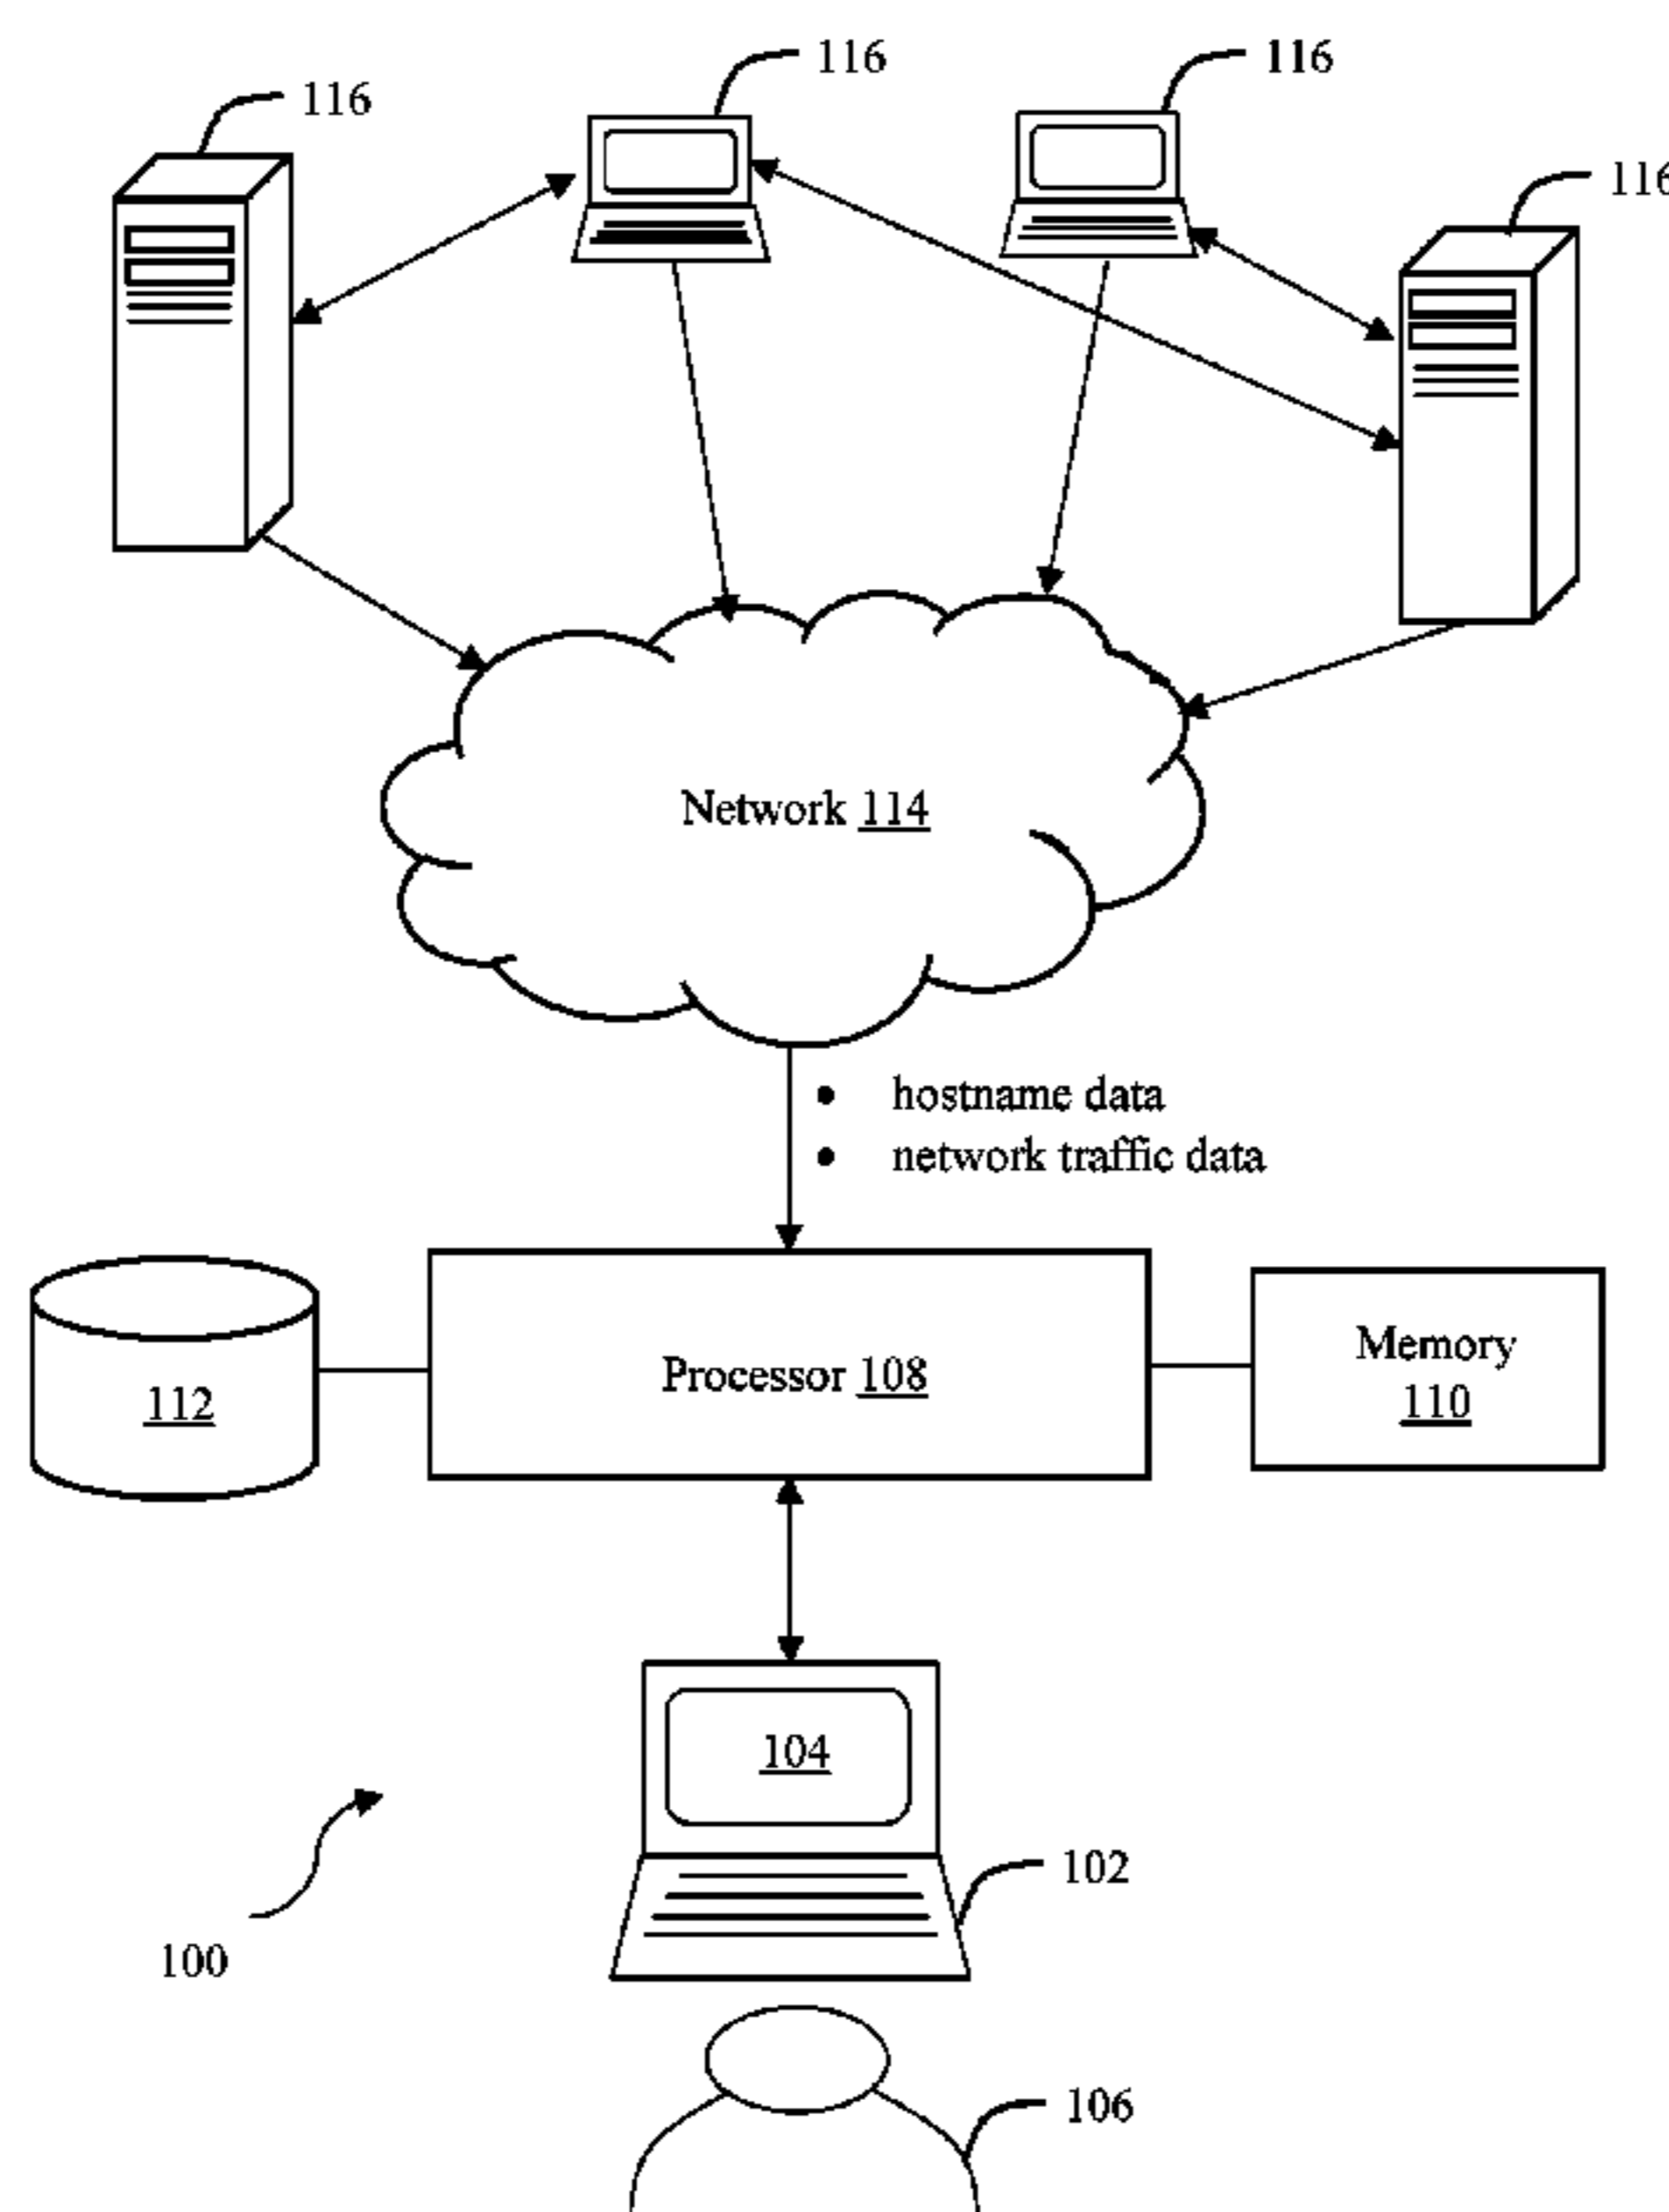 116
116
116
116
Network 114
• hostname data
• network traffic data
112
Processor 108
Memory
110
104
102
100
106